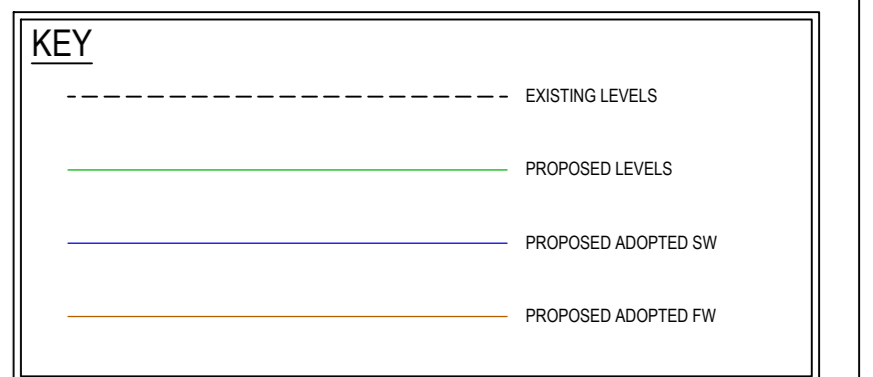 KEY
EXISTING LEVELS
PROPOSED LEVELS
PROPOSED ADOPTED SW
PROPOSED ADOPTED FW